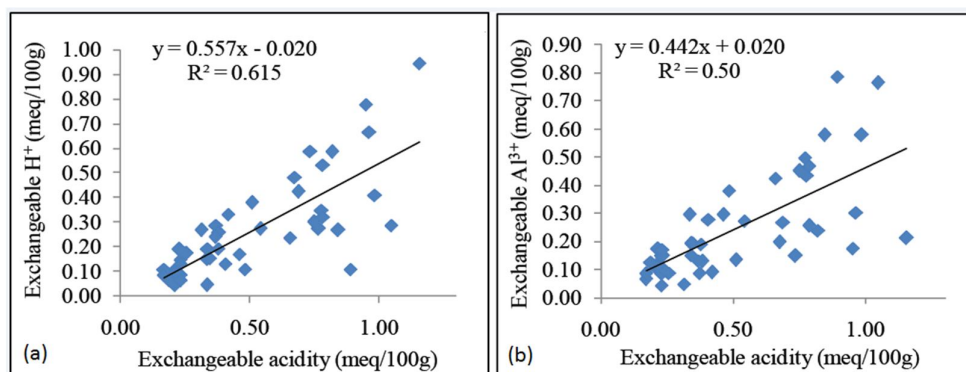 y = 0.557x - 0.020
R² = 0.615
Exchangeable H⁺ (meq/100g)
1.00
0.90
0.80
0.70
0.60
0.50
0.40
0.30
0.20
0.10
0.00
0.00 0.50 1.00
(a) Exchangeable acidity (meq/100g)
y = 0.442x + 0.020
R² = 0.50
Exchangeable Al³⁺ (meq/100g)
0.90
0.80
0.70
0.60
0.50
0.40
0.30
0.20
0.10
0.00
0.00 0.50 1.00
(b) Exchangeable acidity (meq/100g)